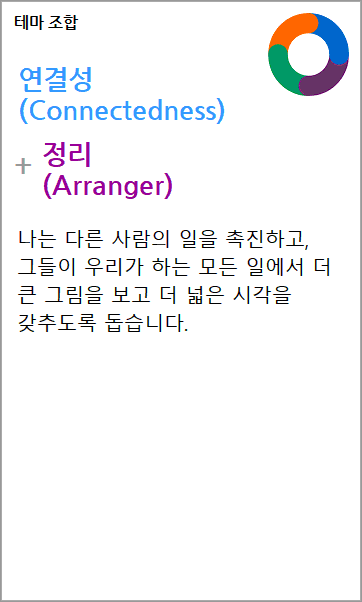 테마 조합
연결성
(Connectedness)
+ 정리
(Arranger)
나는 다른 사람의 일을 촉진하고,
그들이 우리가 하는 모든 일에서 더
큰 그림을 보고 더 넓은 시각을
갖추도록 돕습니다.